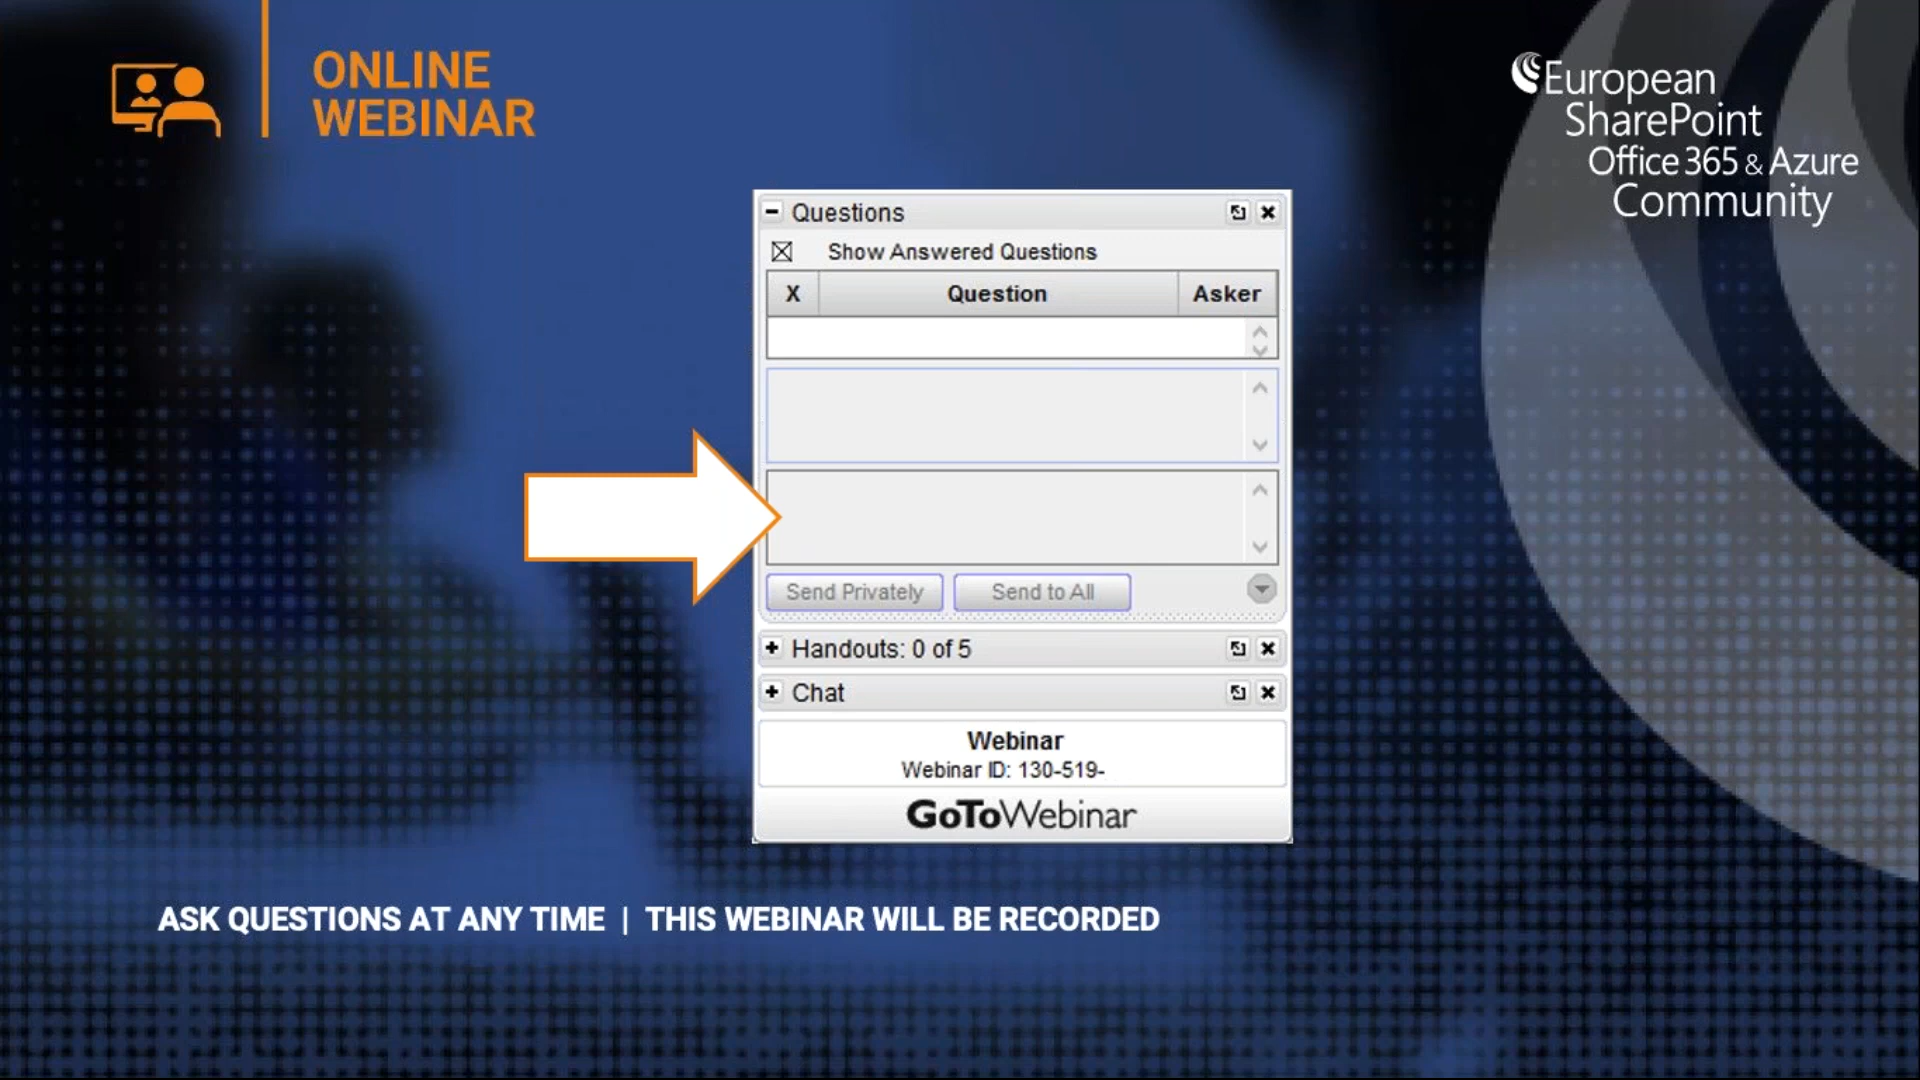 ONLINE
WEBINAR
European
SharePoint
Office 365 & Azure
Community
Questions
Show Answered Questions
X Question Asker
Send Privately Send to All
Handouts: 0 of 5
Chat
Webinar
Webinar ID: 130-519-
GoToWebinar
ASK QUESTIONS AT ANY TIME | THIS WEBINAR WILL BE RECORDED